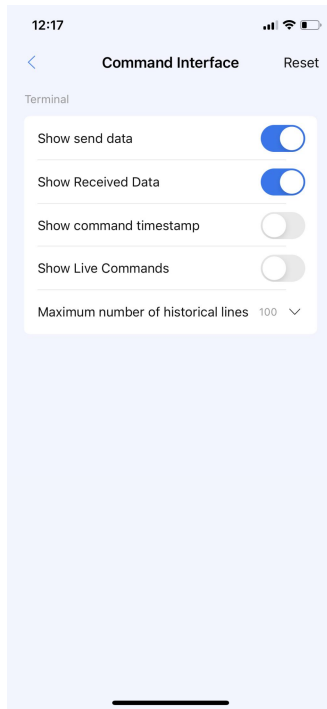 12:17
Command Interface Reset
Terminal
Show send data
Show Received Data
Show command timestamp
Show Live Commands
Maximum number of historical lines 100